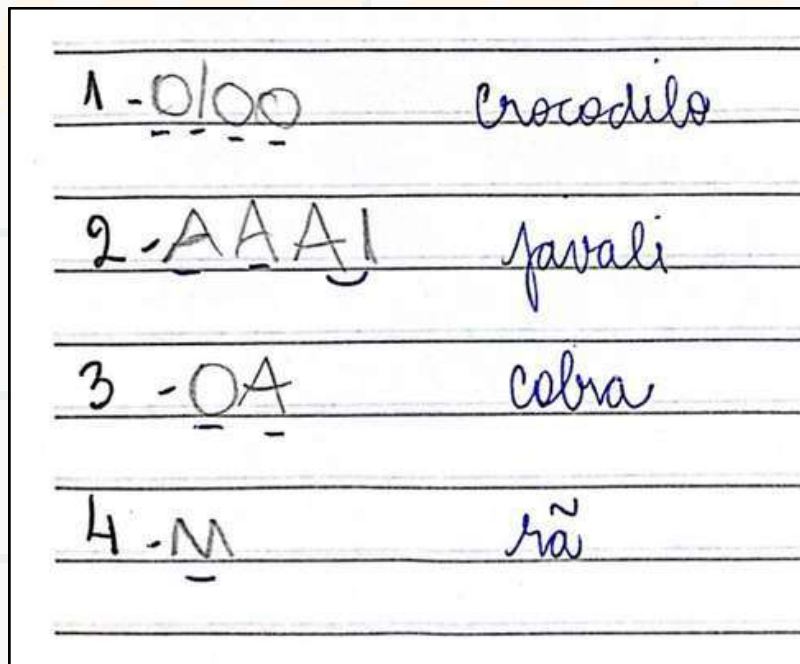 1 - OIOO crocodilo
2 - AAAI javali
3 - OA cobra
4 - M rã